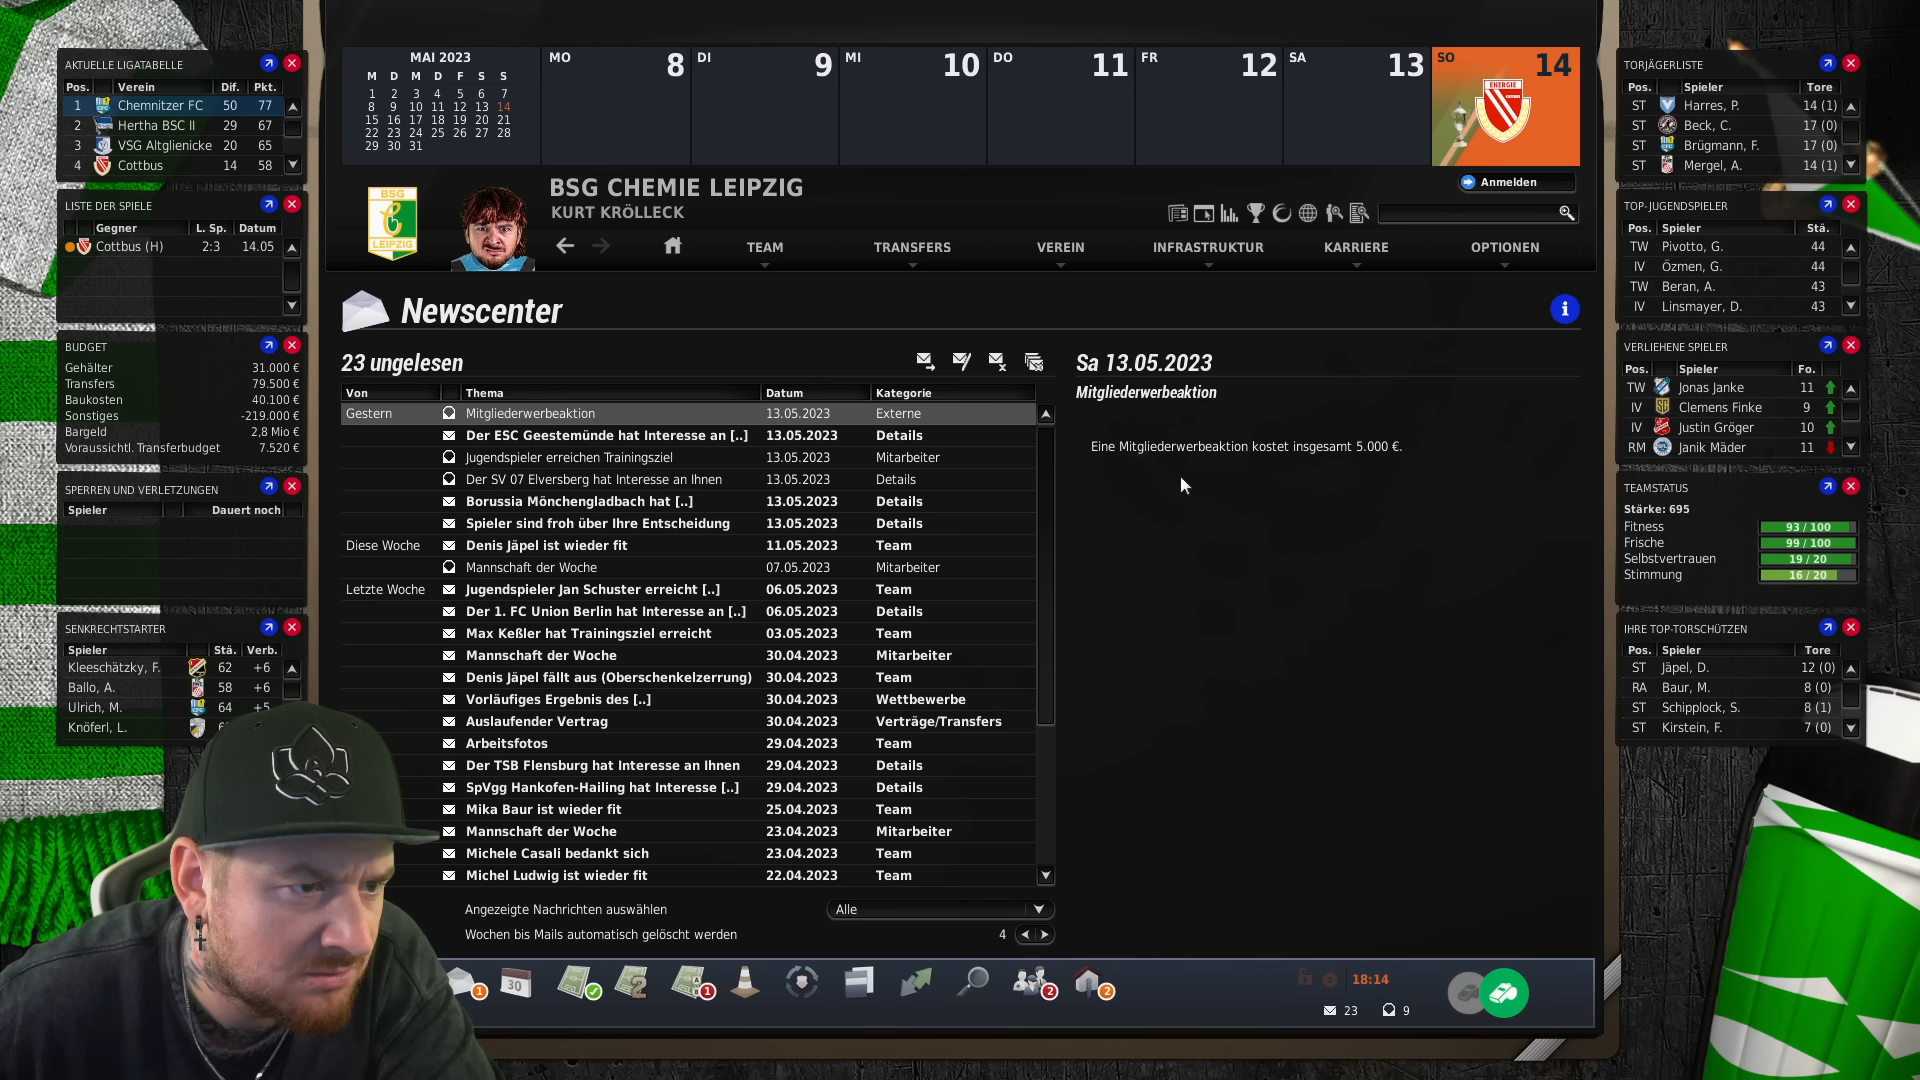 AKTUELLE LIGATABELLE
Pos. Verein Dif. Pkt.
1 Chemnitzer FC 50 77
2 Hertha BSC II 29 67
3 VSG Altglienicke 20 65
4 Cottbus 14 58
LISTE DER SPIELE
Gegner L. Sp. Datum
Cottbus (H) 2:3 14.05
BUDGET
Gehälter 31.000 €
Transfers 79.500 €
Baukosten 40.100 €
Sonstiges -219.000 €
Bargeld 2,8 Mio €
Voraussichtl. Transferbudget 7.520 €
SPERREN UND VERLETZUNGEN
Spieler Dauert noch
SENKRECHTSTARTER
Spieler Stä. Verb.
Kleeschätzky, F. 62 +6
Ballo, A. 58 +6
Ulrich, M. 64 +5
Knöferl, L.
MAI 2023
M D M D F S S
1 2 3 4 5 6 7
8 9 10 11 12 13 14
15 16 17 18 19 20 21
22 23 24 25 26 27 28
29 30 31
MO 8 DI 9 MI 10 DO 11 FR 12 SA 13 SO 14
ENERGIE
BSG
LEIPZIG
BSG CHEMIE LEIPZIG
KURT KRÖLLECK
Anmelden
TEAM TRANSFERS VEREIN INFRASTRUKTUR KARRIERE OPTIONEN
Newscenter
23 ungelesen
Von Thema Datum Kategorie
Gestern Mitgliederwerbeaktion 13.05.2023 Externe
Der ESC Geestemünde hat Interesse an [..] 13.05.2023 Details
Jugendspieler erreichen Trainingsziel 13.05.2023 Mitarbeiter
Der SV 07 Elversberg hat Interesse an Ihnen 13.05.2023 Details
Borussia Mönchengladbach hat [..] 13.05.2023 Details
Spieler sind froh über Ihre Entscheidung 13.05.2023 Details
Diese Woche Denis Jäpel ist wieder fit 11.05.2023 Team
Mannschaft der Woche 07.05.2023 Mitarbeiter
Letzte Woche Jugendspieler Jan Schuster erreicht [..] 06.05.2023 Team
Der 1. FC Union Berlin hat Interesse an [..] 06.05.2023 Details
Max Keßler hat Trainingsziel erreicht 03.05.2023 Team
Mannschaft der Woche 30.04.2023 Mitarbeiter
Denis Jäpel fällt aus (Oberschenkelzerrung) 30.04.2023 Team
Vorläufiges Ergebnis des [..] 30.04.2023 Wettbewerbe
Auslaufender Vertrag 30.04.2023 Verträge/Transfers
Arbeitsfotos 29.04.2023 Team
Der TSB Flensburg hat Interesse an Ihnen 29.04.2023 Details
SpVgg Hankofen-Hailing hat Interesse [..] 29.04.2023 Details
Mika Baur ist wieder fit 25.04.2023 Team
Mannschaft der Woche 23.04.2023 Mitarbeiter
Michele Casali bedankt sich 23.04.2023 Team
Michel Ludwig ist wieder fit 22.04.2023 Team
Angezeigte Nachrichten auswählen Alle
Wochen bis Mails automatisch gelöscht werden 4
Sa 13.05.2023
Mitgliederwerbeaktion
Eine Mitgliederwerbeaktion kostet insgesamt 5.000 €.
1 30 2 1 2 2
18:14
23 9
TORJÄGERLISTE
Pos. Spieler Tore
ST Harres, P. 14 (1)
ST Beck, C. 17 (0)
ST Brügmann, F. 17 (0)
ST Mergel, A. 14 (1)
TOP-JUGENDSPIELER
Pos. Spieler Stä.
TW Pivotto, G. 44
IV Özmen, G. 44
TW Beran, A. 43
IV Linsmayer, D. 43
VERLIEHENE SPIELER
Pos. Spieler Fo.
TW Jonas Janke 11
IV Clemens Finke 9
IV Justin Gröger 10
RM Janik Mäder 11
TEAMSTATUS
Stärke: 695
Fitness 93 / 100
Frische 99 / 100
Selbstvertrauen 19 / 20
Stimmung 16 / 20
IHRE TOP-TORSCHÜTZEN
Pos. Spieler Tore
ST Jäpel, D. 12 (0)
RA Baur, M. 8 (0)
ST Schipplock, S. 8 (1)
ST Kirstein, F. 7 (0)